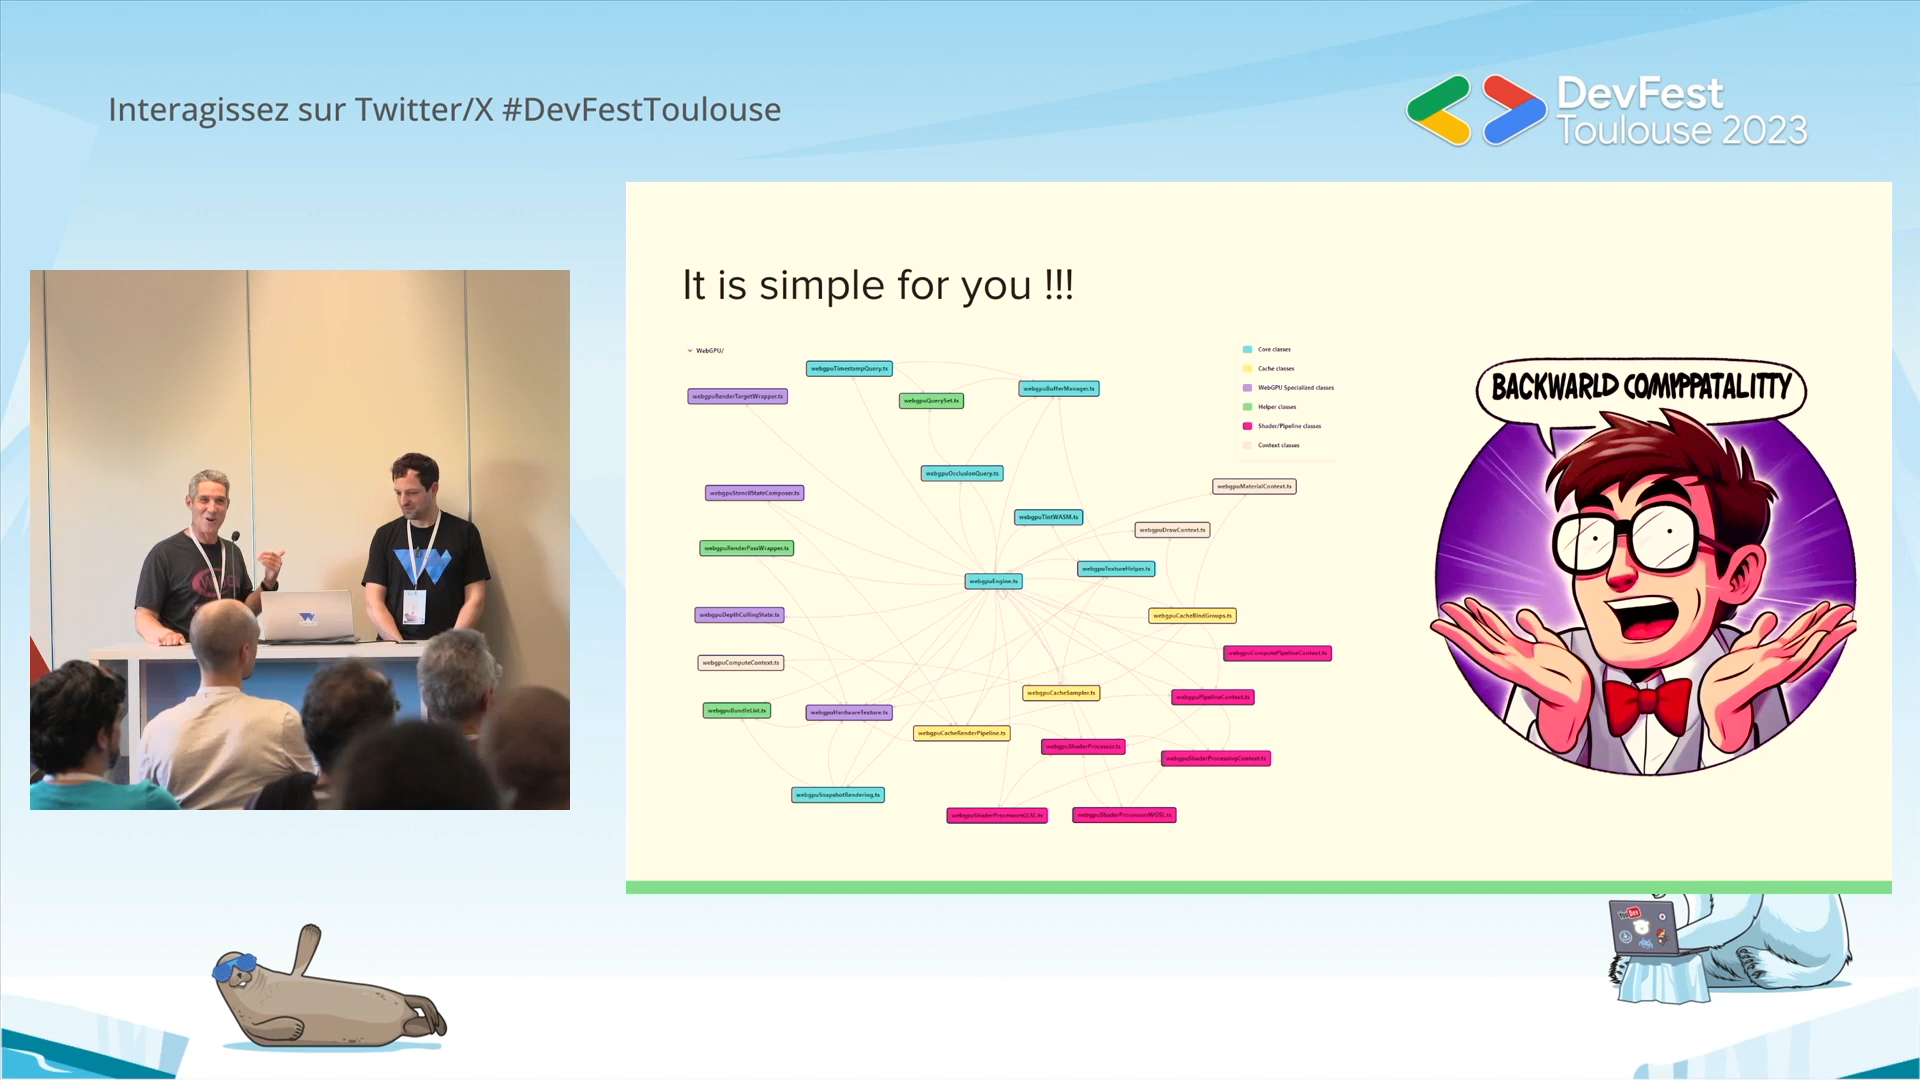 Interagissez sur Twitter/X #DevFestToulouse
DevFest
Toulouse 2023
It is simple for you !!!
WebGPU/
webgpuTimestampQuery.ts
webgpuRenderTargetWrapper.ts
webgpuQuerySet.ts
webgpuBufferManager.ts
webgpuOcclusionQuery.ts
webgpuStencilStateComposer.ts
webgpuMaterialContext.ts
webgpuTintWASM.ts
webgpuDrawContext.ts
webgpuRenderPassWrapper.ts
webgpuTextureHelper.ts
webgpuEngine.ts
webgpuDepthCullingState.ts
webgpuCacheBindGroups.ts
webgpuComputeContext.ts
webgpuComputePipelineContext.ts
webgpuCacheSampler.ts
webgpuPipelineContext.ts
webgpuBundleList.ts
webgpuHardwareTexture.ts
webgpuCacheRenderPipeline.ts
webgpuShaderProcessor.ts
webgpuShaderProcessingContext.ts
webgpuSnapshotRendering.ts
webgpuShaderProcessorsGLSL.ts
webgpuShaderProcessorsWGSL.ts
Core classes
Cache classes
WebGPU Specialized classes
Helper classes
Shader/Pipeline classes
Context classes
BACKWARLD COMYPPATALITTY